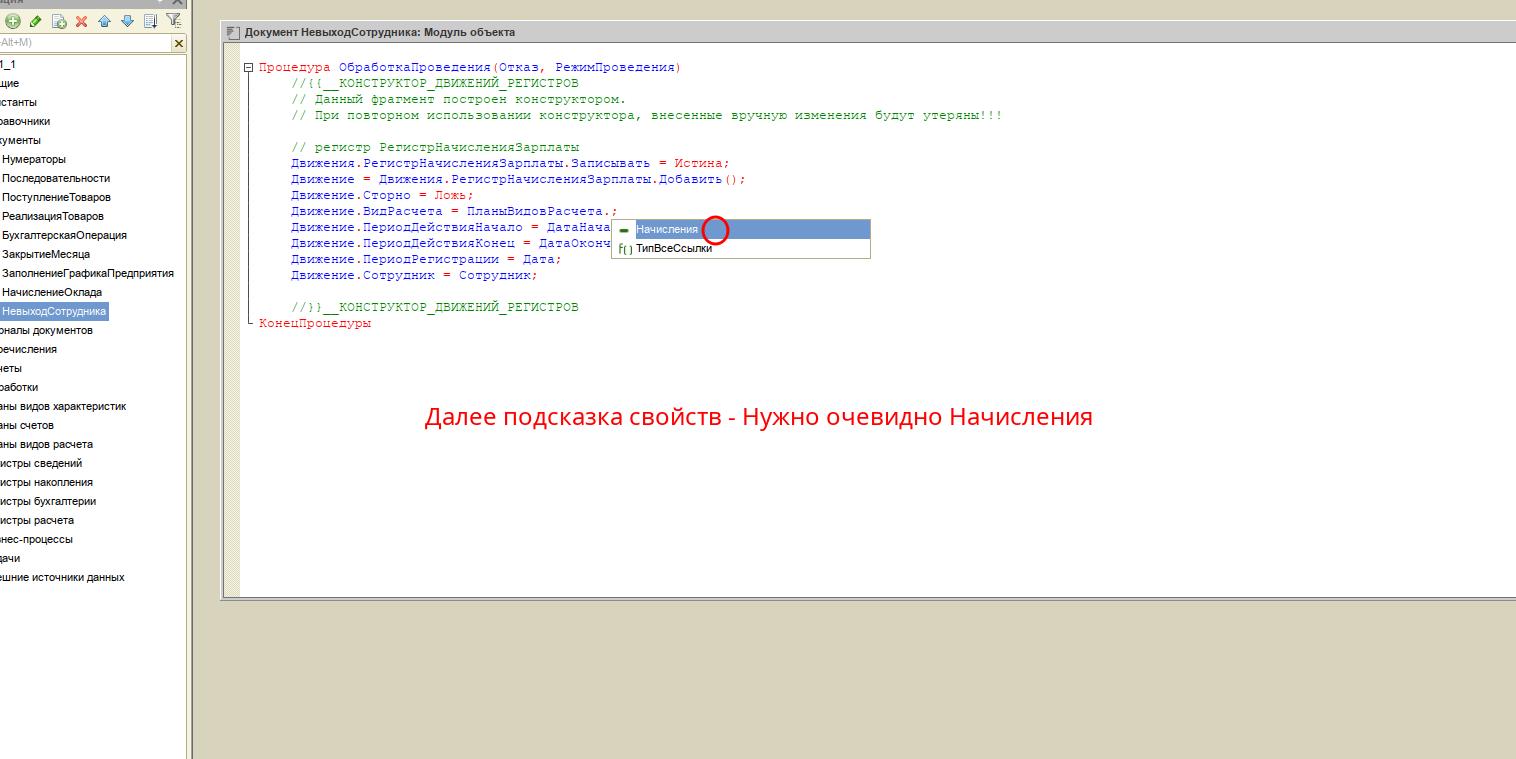 ация
Alt+M)
1_1
щие
станты
равочники
кументы
Нумераторы
Последовательности
ПоступлениеТоваров
РеализацияТоваров
БухгалтерскаяОперация
ЗакрытиеМесяца
ЗаполнениеГрафикаПредприятия
НачислениеОклада
НевыходСотрудника
рналы документов
речисления
четы
работки
аны видов характеристик
аны счетов
аны видов расчета
истры сведений
истры накопления
истры бухгалтерии
истры расчета
знес-процессы
дачи
ешние источники данных
Документ НевыходСотрудника: Модуль объекта
Процедура ОбработкаПроведения(Отказ, РежимПроведения)
//{{__КОНСТРУКТОР_ДВИЖЕНИЙ_РЕГИСТРОВ
// Данный фрагмент построен конструктором.
// При повторном использовании конструктора, внесенные вручную изменения будут утеряны!!!
// регистр РегистрНачисленияЗарплаты
Движения.РегистрНачисленияЗарплаты.Записывать = Истина;
Движение = Движения.РегистрНачисленияЗарплаты.Добавить();
Движение.Сторно = Ложь;
Движение.ВидРасчета = ПланыВидовРасчета.;
Движение.ПериодДействияНачало = ДатаНача
Начисления
Движение.ПериодДействияКонец = ДатаОконч
ТипВсеСсылки
Движение.ПериодРегистрации = Дата;
Движение.Сотрудник = Сотрудник;
//}}__КОНСТРУКТОР_ДВИЖЕНИЙ_РЕГИСТРОВ
КонецПроцедуры
Далее подсказка свойств - Нужно очевидно Начисления